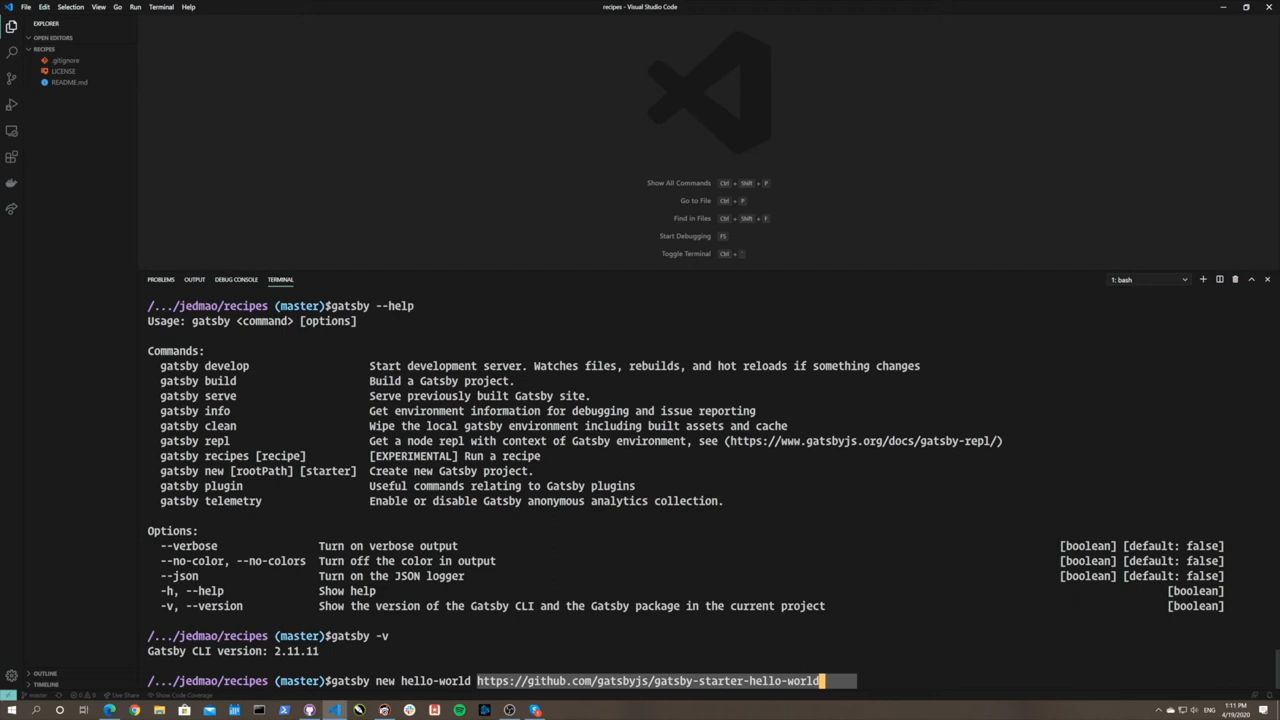 File Edit Selection View Go Run Terminal Help
recipes - Visual Studio Code
EXPLORER
OPEN EDITORS
RECIPES
.gitignore
LICENSE
README.md
Show All Commands Ctrl + Shift + P
Go to File Ctrl + P
Find in Files Ctrl + Shift + F
Start Debugging F5
Toggle Terminal Ctrl + `
PROBLEMS OUTPUT DEBUG CONSOLE TERMINAL
1: bash
/.../jedmao/recipes (master)$gatsby --help
Usage: gatsby <command> [options]
Commands:
gatsby develop Start development server. Watches files, rebuilds, and hot reloads if something changes
gatsby build Build a Gatsby project.
gatsby serve Serve previously built Gatsby site.
gatsby info Get environment information for debugging and issue reporting
gatsby clean Wipe the local gatsby environment including built assets and cache
gatsby repl Get a node repl with context of Gatsby environment, see (https://www.gatsbyjs.org/docs/gatsby-repl/)
gatsby recipes [recipe] [EXPERIMENTAL] Run a recipe
gatsby new [rootPath] [starter] Create new Gatsby project.
gatsby plugin Useful commands relating to Gatsby plugins
gatsby telemetry Enable or disable Gatsby anonymous analytics collection.
Options:
--verbose Turn on verbose output [boolean] [default: false]
--no-color, --no-colors Turn off the color in output [boolean] [default: false]
--json Turn on the JSON logger [boolean] [default: false]
-h, --help Show help [boolean]
-v, --version Show the version of the Gatsby CLI and the Gatsby package in the current project [boolean]
/.../jedmao/recipes (master)$gatsby -v
Gatsby CLI version: 2.11.11
/.../jedmao/recipes (master)$gatsby new hello-world https://github.com/gatsbyjs/gatsby-starter-hello-world
OUTLINE
TIMELINE
master 0 0 Live Share Show Code Coverage
ENG
1:11 PM
4/19/2020